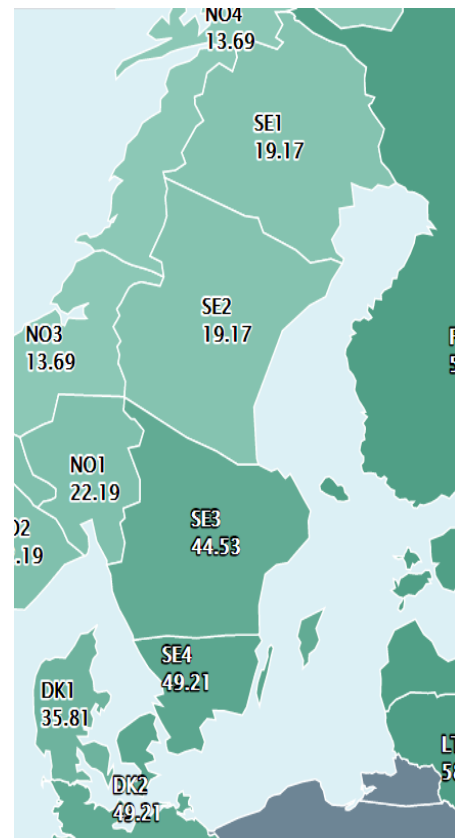 NO4
13.69
SE1
19.17
SE2
19.17
NO3
13.69
NO1
22.19
SE3
44.53
SE4
49.21
DK1
35.81
DK2
49.21